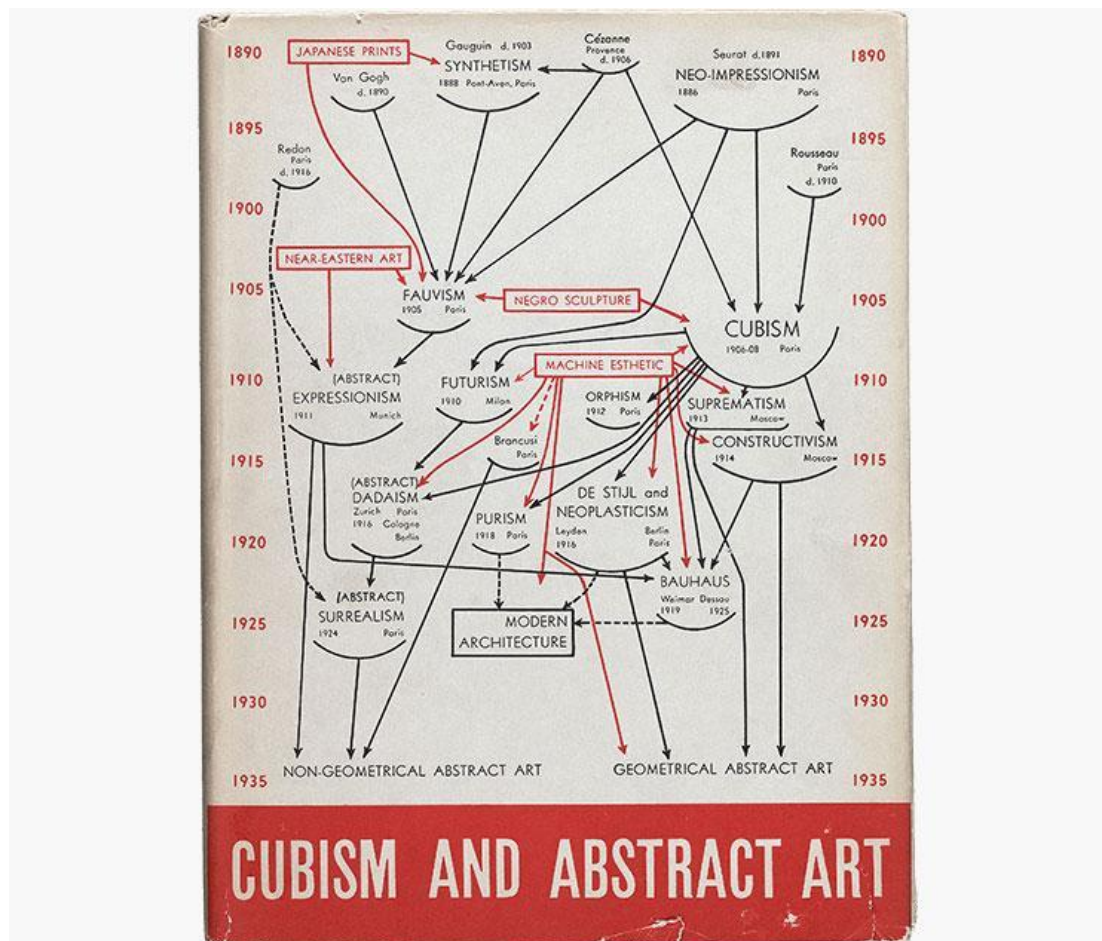 1890
JAPANESE PRINTS
Van Gogh
d. 1890
Gauguin d. 1903
SYNTHETISM
1888 Pont-Aven, Paris
Cézanne
Provence
d. 1906
Seurat d. 1891
NEO-IMPRESSIONISM
1886 Paris
1890
1895
1895
Redon
Paris
d. 1916
Rousseau
Paris
d. 1910
1900
1900
NEAR-EASTERN ART
1905
FAUVISM
1905 Paris
NEGRO SCULPTURE
1905
CUBISM
1906-08 Paris
MACHINE ESTHETIC
1910
(ABSTRACT)
EXPRESSIONISM
1911 Munich
FUTURISM
1910 Milan
ORPHISM
1912 Paris
SUPREMATISM
1913 Moscow
1910
Brancusi
Paris
CONSTRUCTIVISM
1914 Moscow
1915
1915
(ABSTRACT)
DADAISM
Zurich Paris
1916 Cologne
Berlin
PURISM
1918 Paris
DE STIJL and
NEOPLASTICISM
Leyden Berlin
1916 Paris
1920
1920
BAUHAUS
Weimar Dessau
1919 1925
(ABSTRACT)
SURREALISM
1924 Paris
MODERN
ARCHITECTURE
1925
1925
1930
1930
NON-GEOMETRICAL ABSTRACT ART
GEOMETRICAL ABSTRACT ART
1935
1935
CUBISM AND ABSTRACT ART